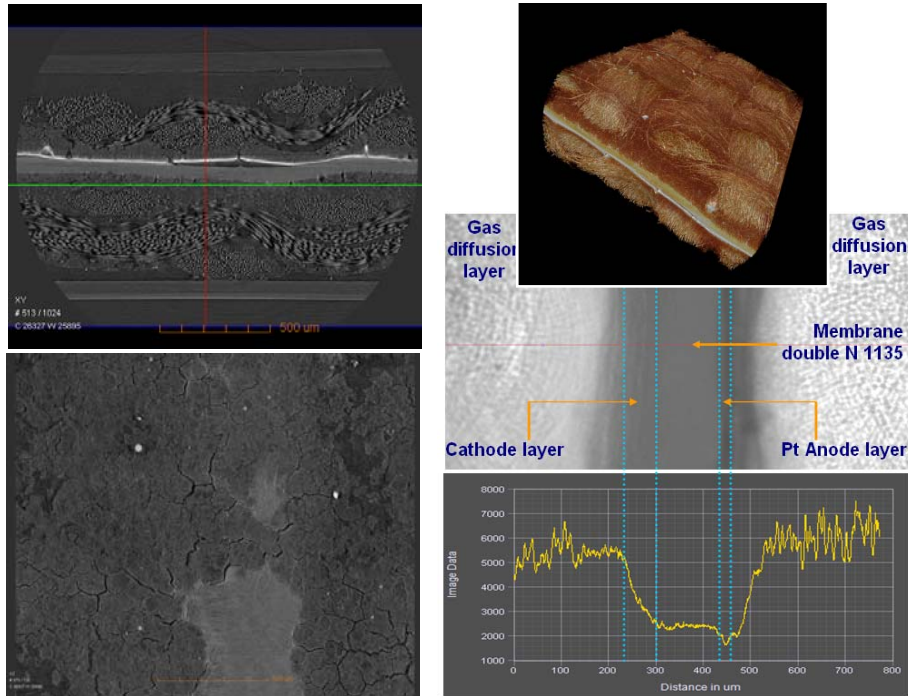 XY
# 513 / 1024
C 26327 W 25895
500 um
Gas
diffusion
layer
Gas
diffusion
layer
Membrane
double N 1135
Cathode layer
Pt Anode layer
8000
7000
6000
5000
4000
3000
2000
1000
Image Data
0 100 200 300 400 500 600 700 800
Distance in um